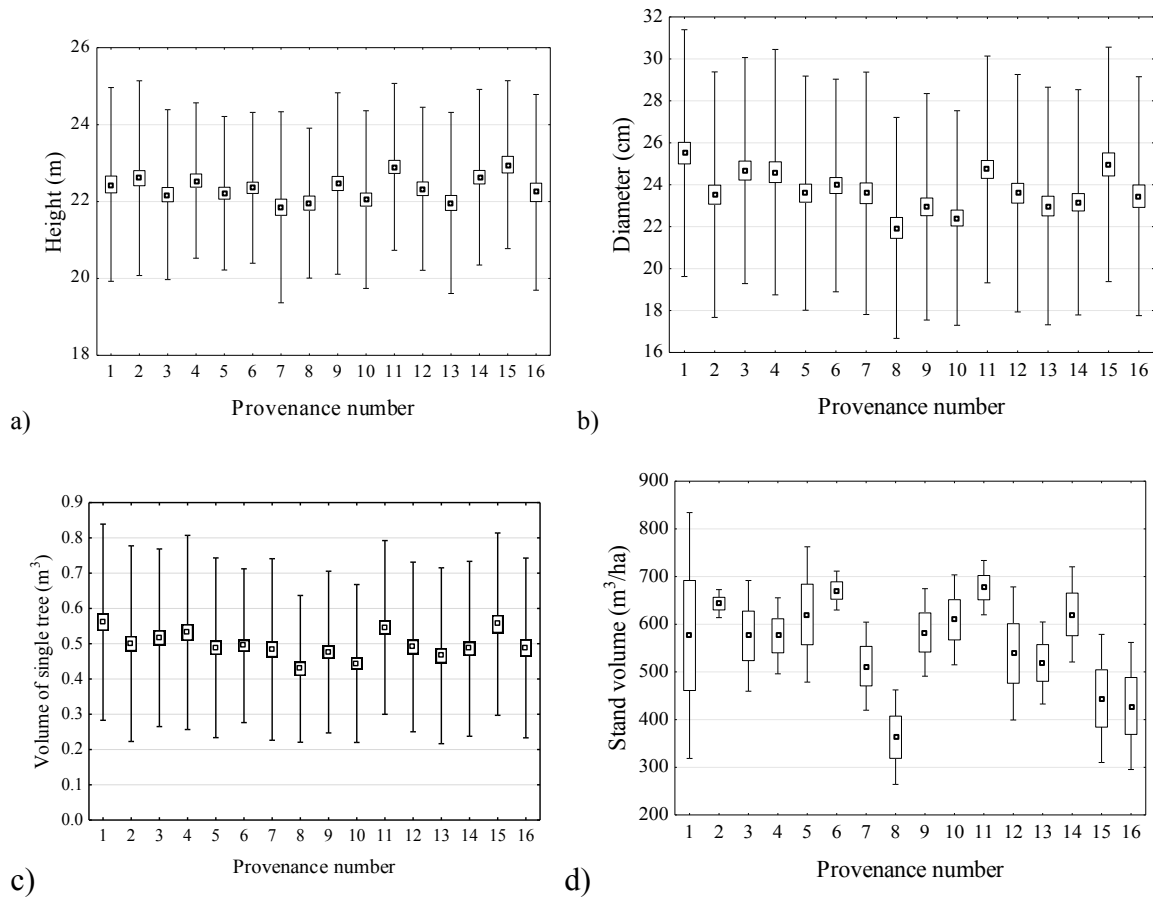 26
24
22
20
18
Height (m)
1 2 3 4 5 6 7 8 9 10 11 12 13 14 15 16
Provenance number
a)
32
30
28
26
24
22
20
18
16
Diameter (cm)
1 2 3 4 5 6 7 8 9 10 11 12 13 14 15 16
Provenance number
b)
0.9
0.8
0.7
0.6
0.5
0.4
0.3
0.2
0.1
0.0
Volume of single tree (m³)
1 2 3 4 5 6 7 8 9 10 11 12 13 14 15 16
Provenance number
c)
900
800
700
600
500
400
300
200
Stand volume (m³/ha)
1 2 3 4 5 6 7 8 9 10 11 12 13 14 15 16
Provenance number
d)